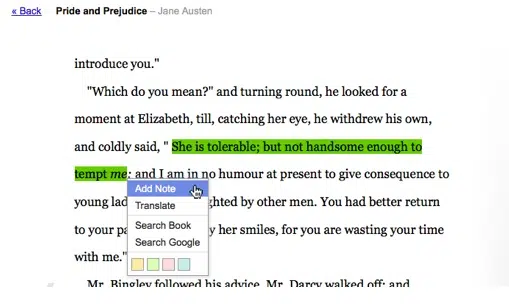 « Back Pride and Prejudice – Jane Austen
introduce you."
"Which do you mean?" and turning round, he looked for a
moment at Elizabeth, till, catching her eye, he withdrew his own,
and coldly said, " She is tolerable; but not handsome enough to
tempt me; and I am in no humour at present to give consequence to
Add Note
Translate
Search Book
Search Google
young ghted by other men. You had better return
to your her smiles, for you are wasting your time
with me."
Mr. Bingley followed his advice. Mr. Darcy walked off; and